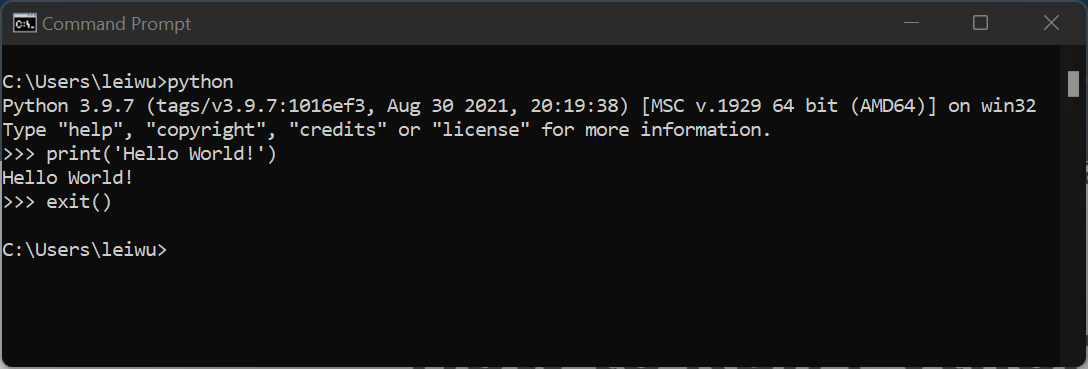 Command Prompt
C:\Users\leiwu>python
Python 3.9.7 (tags/v3.9.7:1016ef3, Aug 30 2021, 20:19:38) [MSC v.1929 64 bit (AMD64)] on win32
Type "help", "copyright", "credits" or "license" for more information.
>>> print('Hello World!')
Hello World!
>>> exit()
C:\Users\leiwu>